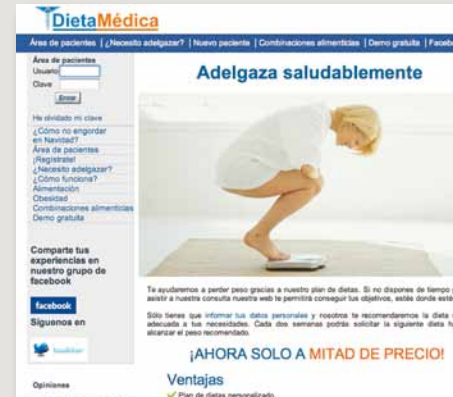 DietaMédica
Área de pacientes | ¿Necesito adelgazar? | Nuevo paciente | Combinaciones alimenticias | Demo gratuita | Faceb
Área de pacientes
Usuario
Clave
Entrar
He olvidado mi clave
¿Cómo no engordar
en Navidad?
Área de pacientes
¡Regístrate!
¿Necesito adelgazar?
¿Cómo funciona?
Alimentación
Obesidad
Combinaciones alimenticias
Demo gratuita
Comparte tus
experiencias en
nuestro grupo de
facebook
facebook
Síguenos en
Opiniones
Adelgaza saludablemente
Te ayudaremos a perder peso gracias a nuestro plan de dietas. Si no dispones de tiempo
asistir a nuestra consulta nuestra web te permitirá conseguir tus objetivos, estés donde esté
Sólo tienes que informar tus datos personales y nosotros te recomendaremos la dieta
adecuada a tus necesidades. Cada dos semanas podrás solicitar la siguiente dieta h
alcanzar el peso recomendado.
¡AHORA SOLO A MITAD DE PRECIO!
Ventajas
Plan de dietas personalizado.